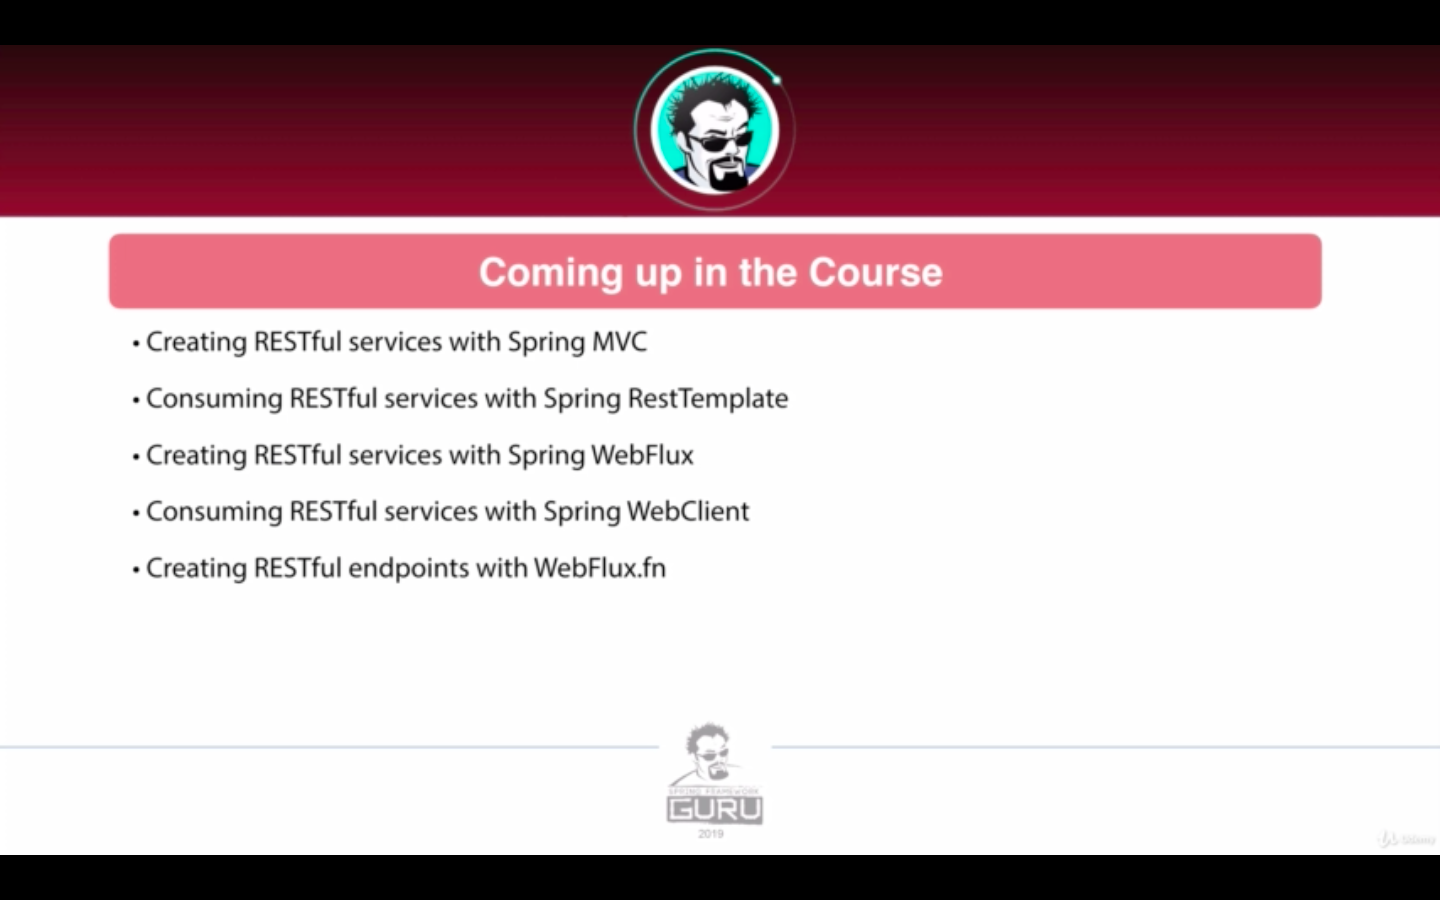 Coming up in the Course
• Creating RESTful services with Spring MVC
• Consuming RESTful services with Spring RestTemplate
• Creating RESTful services with Spring WebFlux
• Consuming RESTful services with Spring WebClient
• Creating RESTful endpoints with WebFlux.fn
SPRING FRAMEWORK
GURU
2019
Udemy